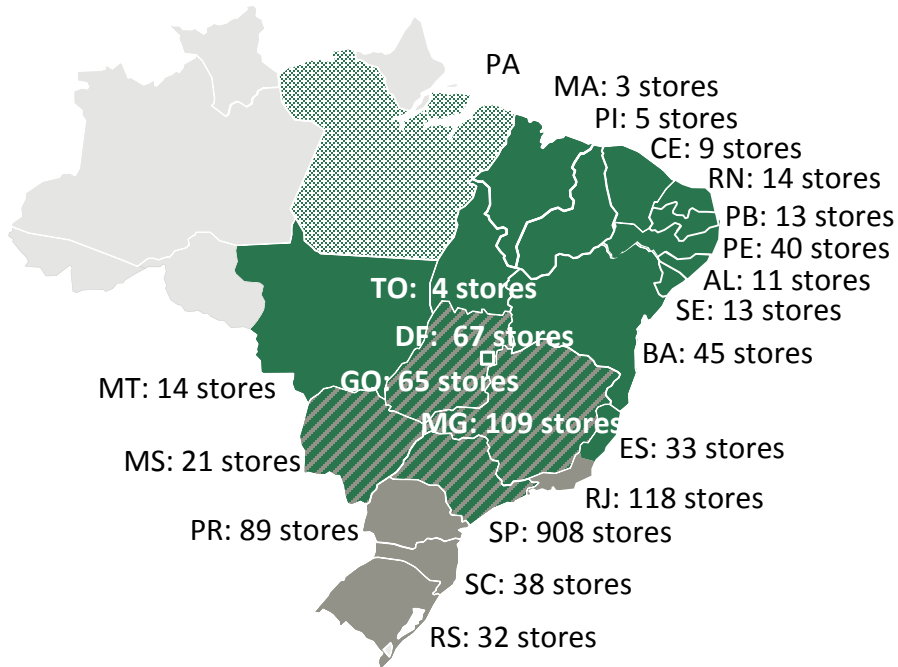 PA
MA: 3 stores
PI: 5 stores
CE: 9 stores
RN: 14 stores
PB: 13 stores
PE: 40 stores
AL: 11 stores
SE: 13 stores
TO:  4 stores
DF:  67 stores
BA: 45 stores
GO: 65 stores
MT: 14 stores
MG: 109 stores
ES: 33 stores
MS: 21 stores
RJ: 118 stores
PR: 89 stores
SP: 908 stores
SC: 38 stores
RS: 32 stores